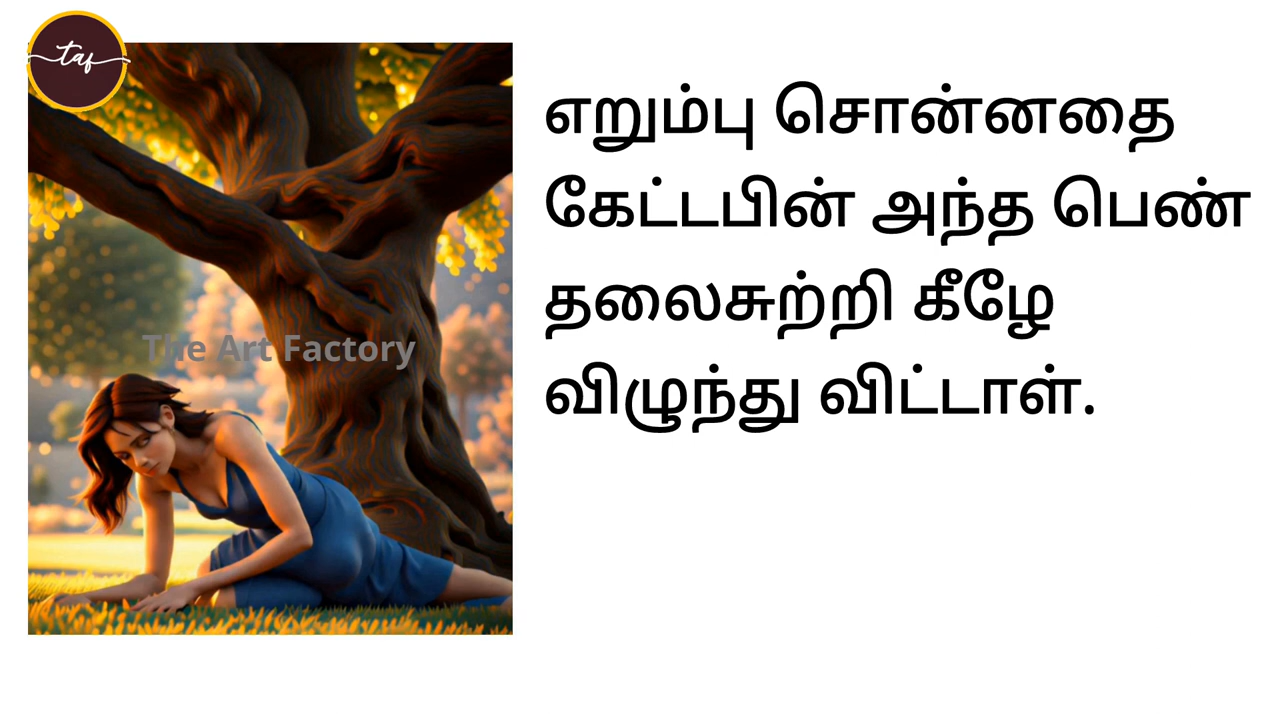 taf
The Art Factory
எறும்பு சொன்னதை
கேட்டபின் அந்த பெண்
தலைசுற்றி கீழே
விழுந்து விட்டாள்.